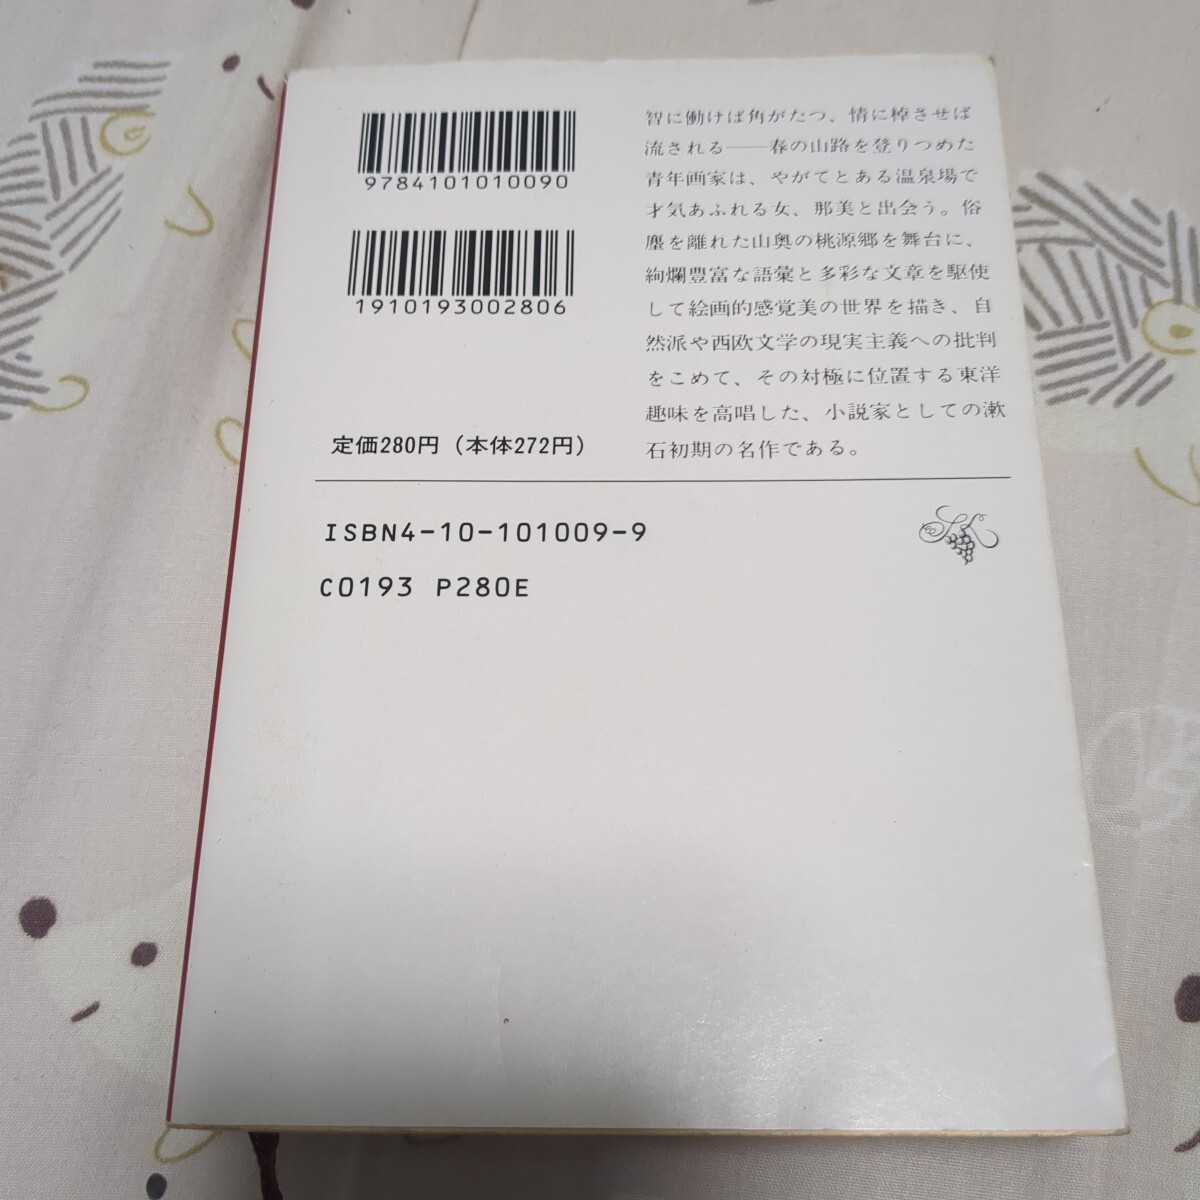 9784101010090
1910193002806
定価280円（本体272円）
智に働けば角がたつ、情に棹させば
流される――春の山路を登りつめた
青年画家は、やがてとある温泉場で
才気あふれる女、那美と出会う。俗
塵を離れた山奥の桃源郷を舞台に、
絢爛豊富な語彙と多彩な文章を駆使
して絵画的感覚美の世界を描き、自
然派や西欧文学の現実主義への批判
をこめて、その対極に位置する東洋
趣味を高唱した、小説家としての漱
石初期の名作である。
ISBN4-10-101009-9
C0193 P280E